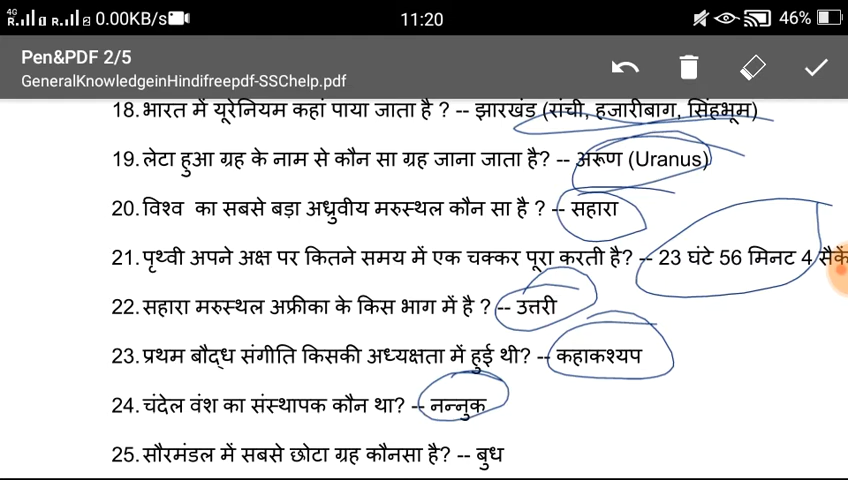 4G R R 0.00KB/s 11:20 46%
Pen&PDF 2/5
GeneralKnowledgeinHindifreepdf-SSChelp.pdf
18.भारत में यूरेनियम कहां पाया जाता है ? -- झारखंड (रांची, हजारीबाग, सिंहभूम)
19.लेटा हुआ ग्रह के नाम से कौन सा ग्रह जाना जाता है? -- अरूण (Uranus)
20.विश्व का सबसे बड़ा अध्रुवीय मरुस्थल कौन सा है ? -- सहारा
21.पृथ्वी अपने अक्ष पर कितने समय में एक चक्कर पूरा करती है? -- 23 घंटे 56 मिनट 4 सैकें
22.सहारा मरुस्थल अफ्रीका के किस भाग में है ? -- उत्तरी
23.प्रथम बौद्ध संगीति किसकी अध्यक्षता में हुई थी? -- कहाकश्यप
24.चंदेल वंश का संस्थापक कौन था? -- नन्नुक
25.सौरमंडल में सबसे छोटा ग्रह कौनसा है? -- बुध